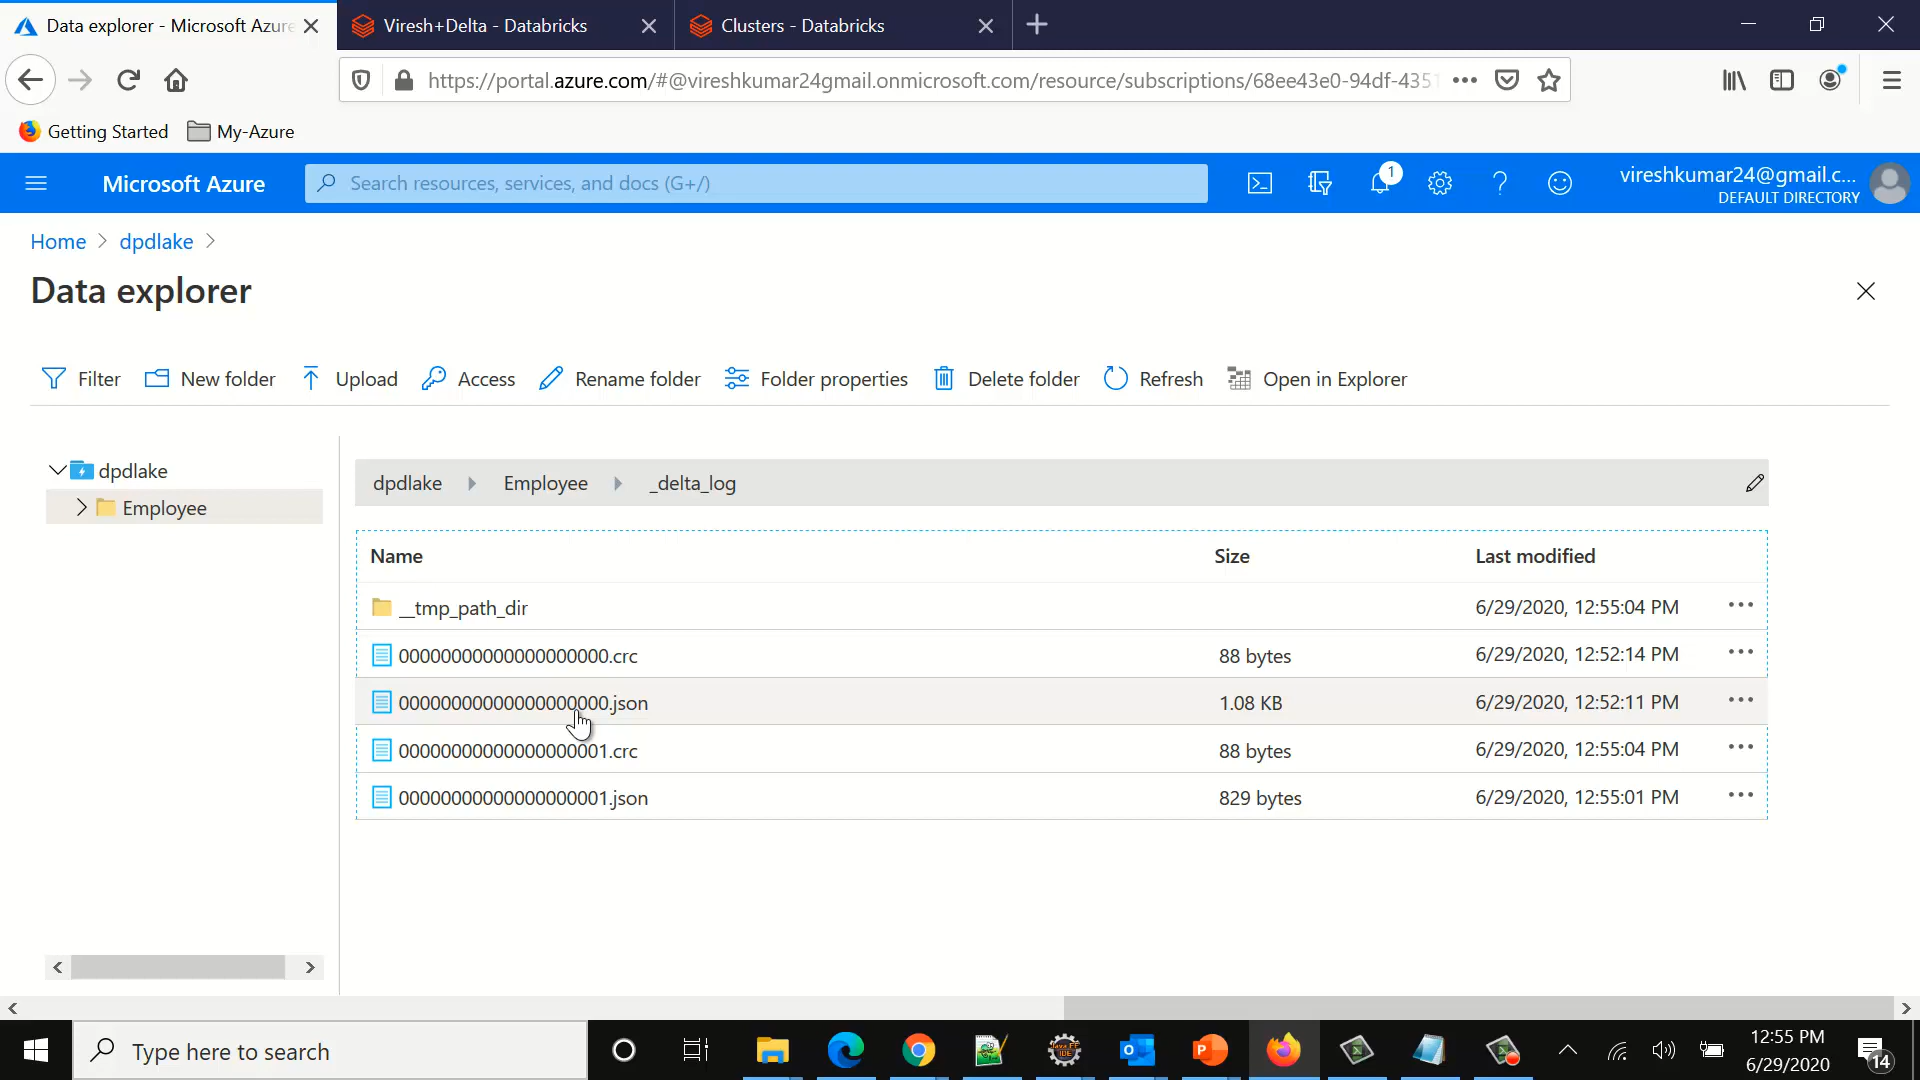 Data explorer - Microsoft Azure
Viresh+Delta - Databricks
Clusters - Databricks
https://portal.azure.com/#@vireshkumar24gmail.onmicrosoft.com/resource/subscriptions/68ee43e0-94df-4351
Getting Started
My-Azure
Microsoft Azure
Search resources, services, and docs (G+/)
1
vireshkumar24@gmail.c...
DEFAULT DIRECTORY
Home > dpdlake >
Data explorer
Filter
New folder
Upload
Access
Rename folder
Folder properties
Delete folder
Refresh
Open in Explorer
dpdlake
Employee
dpdlake Employee _delta_log
Name Size Last modified
__tmp_path_dir 6/29/2020, 12:55:04 PM
00000000000000000000.crc 88 bytes 6/29/2020, 12:52:14 PM
00000000000000000000.json 1.08 KB 6/29/2020, 12:52:11 PM
00000000000000000001.crc 88 bytes 6/29/2020, 12:55:04 PM
00000000000000000001.json 829 bytes 6/29/2020, 12:55:01 PM
Type here to search
12:55 PM
6/29/2020
14